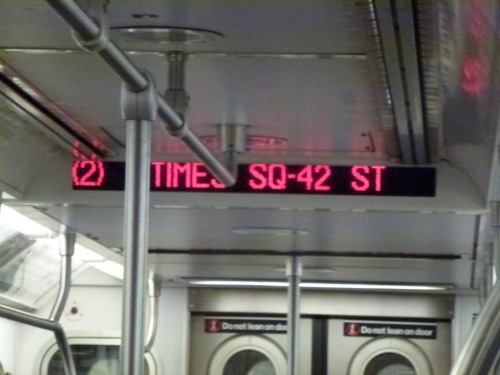 (2) TIMES SQ-42 ST
Do not lean on door
Do not lean on door